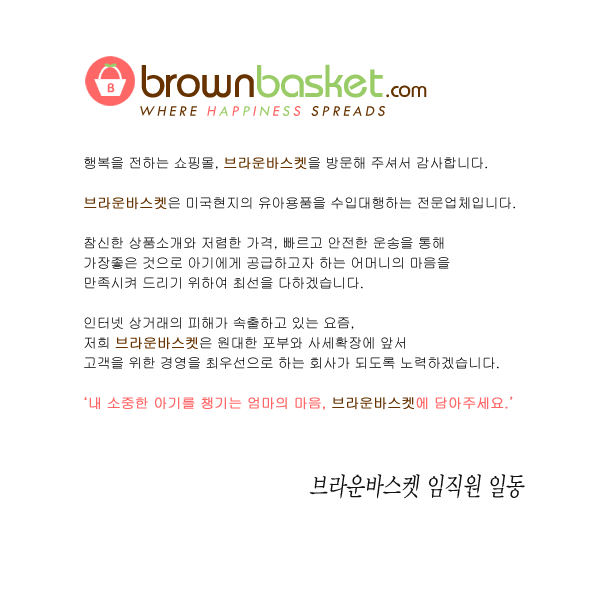 B
brownbasket.com
WHERE HAPPINESS SPREADS
행복을 전하는 쇼핑몰, 브라운바스켓을 방문해 주셔서 감사합니다.
브라운바스켓은 미국현지의 유아용품을 수입대행하는 전문업체입니다.
참신한 상품소개와 저렴한 가격, 빠르고 안전한 운송을 통해
가장좋은 것으로 아기에게 공급하고자 하는 어머니의 마음을
만족시켜 드리기 위하여 최선을 다하겠습니다.
인터넷 상거래의 피해가 속출하고 있는 요즘,
저희 브라운바스켓은 원대한 포부와 사세확장에 앞서
고객을 위한 경영을 최우선으로 하는 회사가 되도록 노력하겠습니다.
‘내 소중한 아기를 챙기는 엄마의 마음, 브라운바스켓에 담아주세요.’
브라운바스켓 임직원 일동